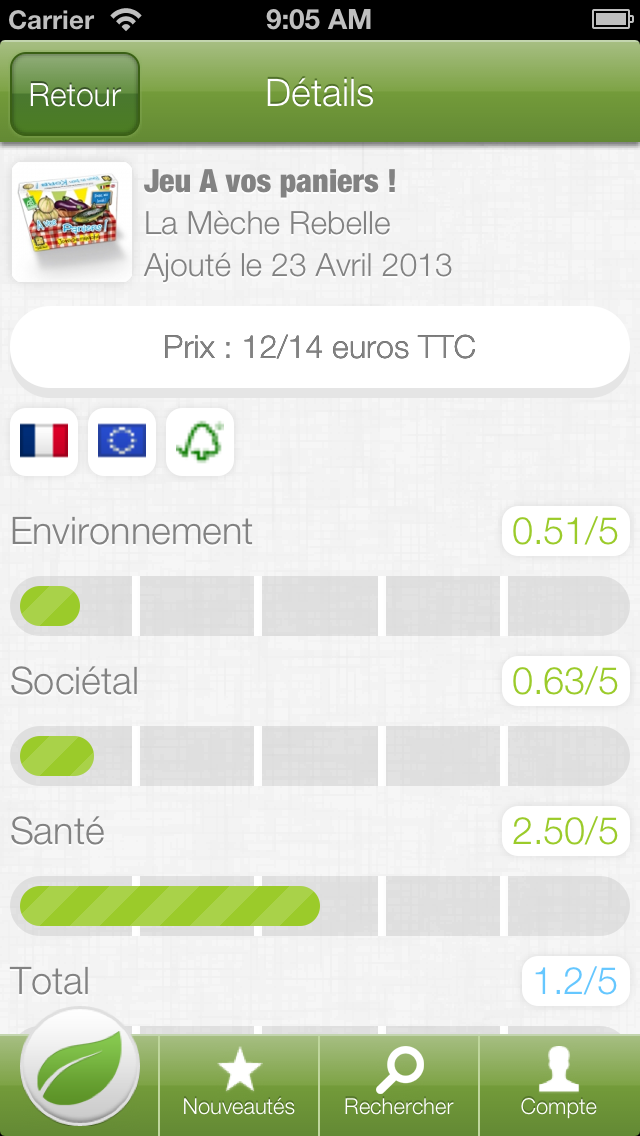 Carrier
9:05 AM
Retour
Détails
Jeu A vos paniers !
La Mèche Rebelle
Ajouté le 23 Avril 2013
A vos
Paniers!
Prix : 12/14 euros TTC
Environnement
0.51/5
Sociétal
0.63/5
Santé
2.50/5
Total
1.2/5
Nouveautés
Rechercher
Compte